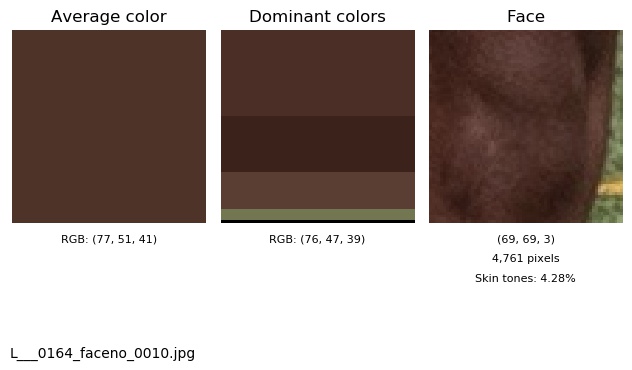 Average color
Dominant colors
Face
RGB: (77, 51, 41)
RGB: (76, 47, 39)
(69, 69, 3)
4,761 pixels
Skin tones: 4.28%
L___0164_faceno_0010.jpg